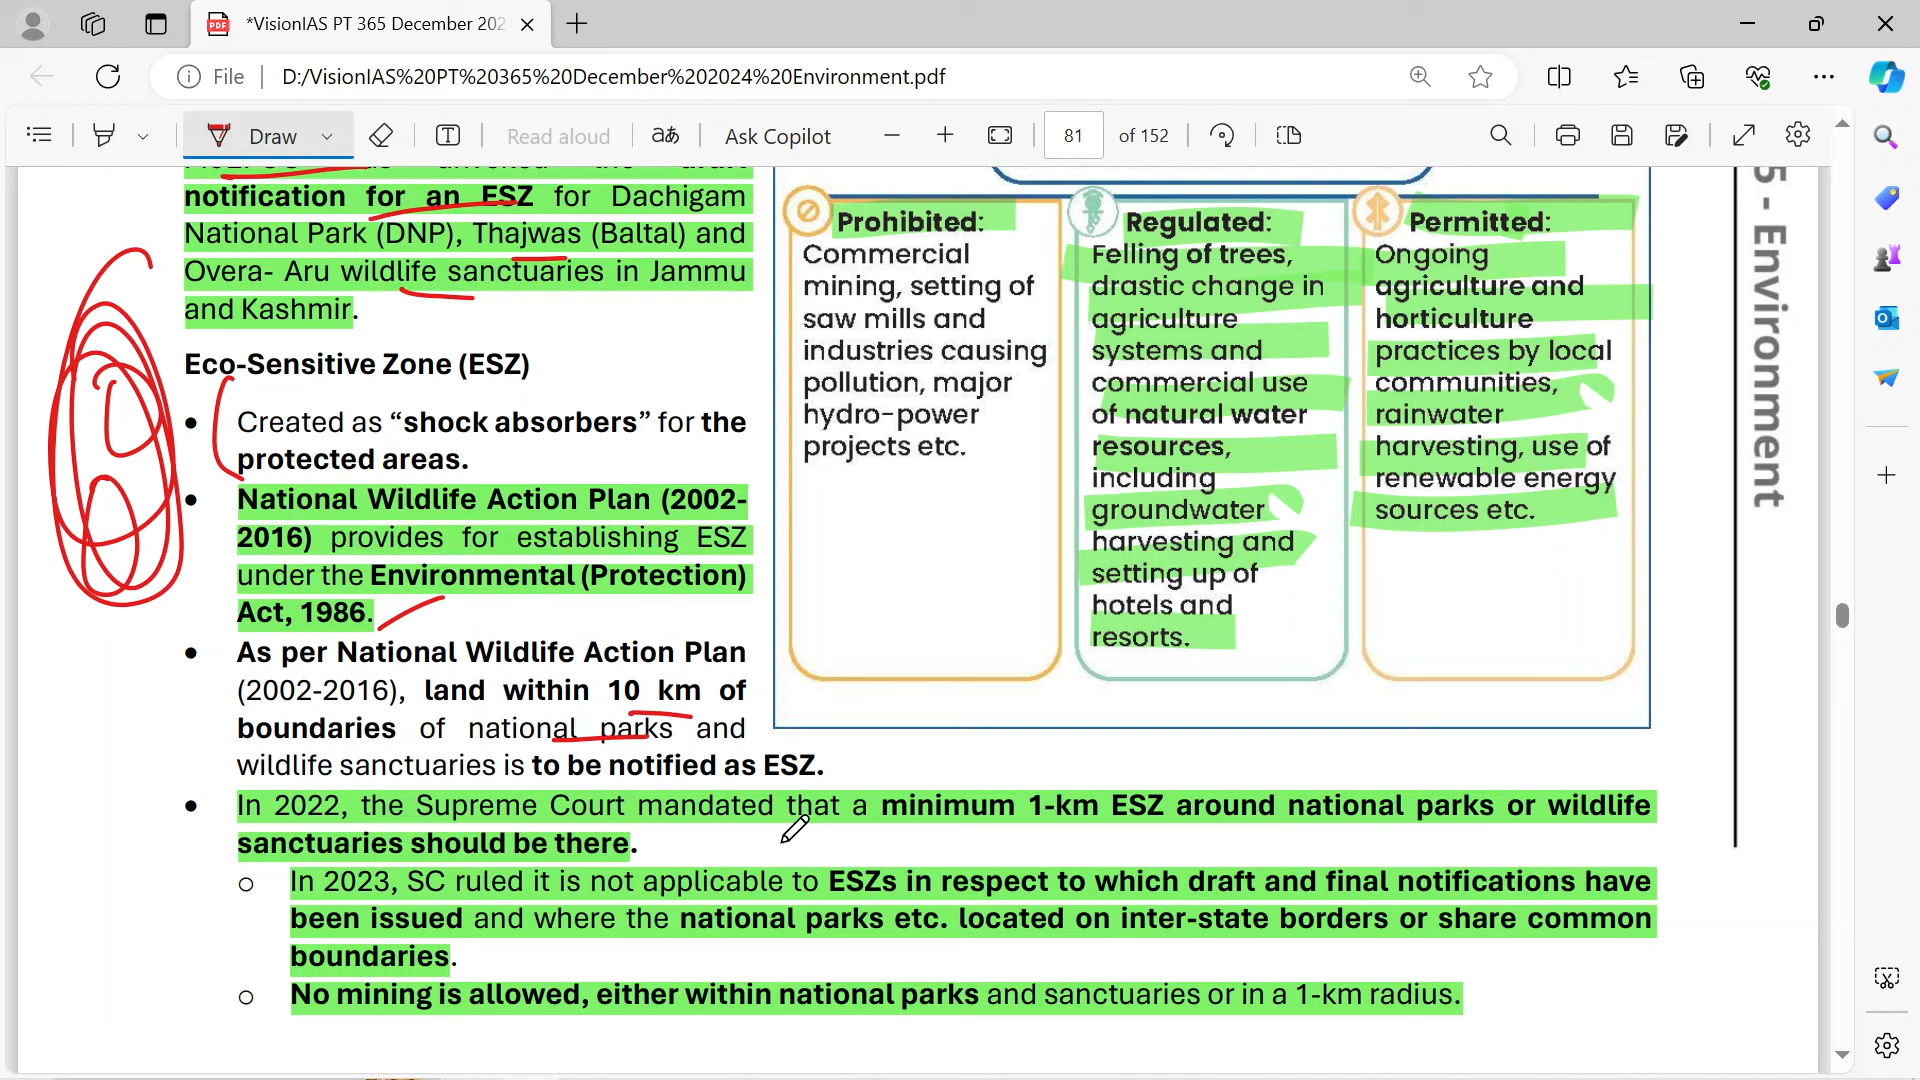 *VisionIAS PT 365 December 202
File
D:/VisionIAS%20PT%20365%20December%202024%20Environment.pdf
Draw
Read aloud
Ask Copilot
81
of 152
notification for an ESZ for Dachigam
National Park (DNP), Thajwas (Baltal) and
Overa- Aru wildlife sanctuaries in Jammu
and Kashmir.
Eco-Sensitive Zone (ESZ)
• Created as “shock absorbers” for the
protected areas.
• National Wildlife Action Plan (2002-
2016) provides for establishing ESZ
under the Environmental (Protection)
Act, 1986.
• As per National Wildlife Action Plan
(2002-2016), land within 10 km of
boundaries of national parks and
wildlife sanctuaries is to be notified as ESZ.
• In 2022, the Supreme Court mandated that a minimum 1-km ESZ around national parks or wildlife
sanctuaries should be there.
o In 2023, SC ruled it is not applicable to ESZs in respect to which draft and final notifications have
been issued and where the national parks etc. located on inter-state borders or share common
boundaries.
o No mining is allowed, either within national parks and sanctuaries or in a 1-km radius.
Prohibited:
Commercial
mining, setting of
saw mills and
industries causing
pollution, major
hydro-power
projects etc.
Regulated:
Felling of trees,
drastic change in
agriculture
systems and
commercial use
of natural water
resources,
including
groundwater
harvesting and
setting up of
hotels and
resorts.
Permitted:
Ongoing
agriculture and
horticulture
practices by local
communities,
rainwater
harvesting, use of
renewable energy
sources etc.
5 - Environment